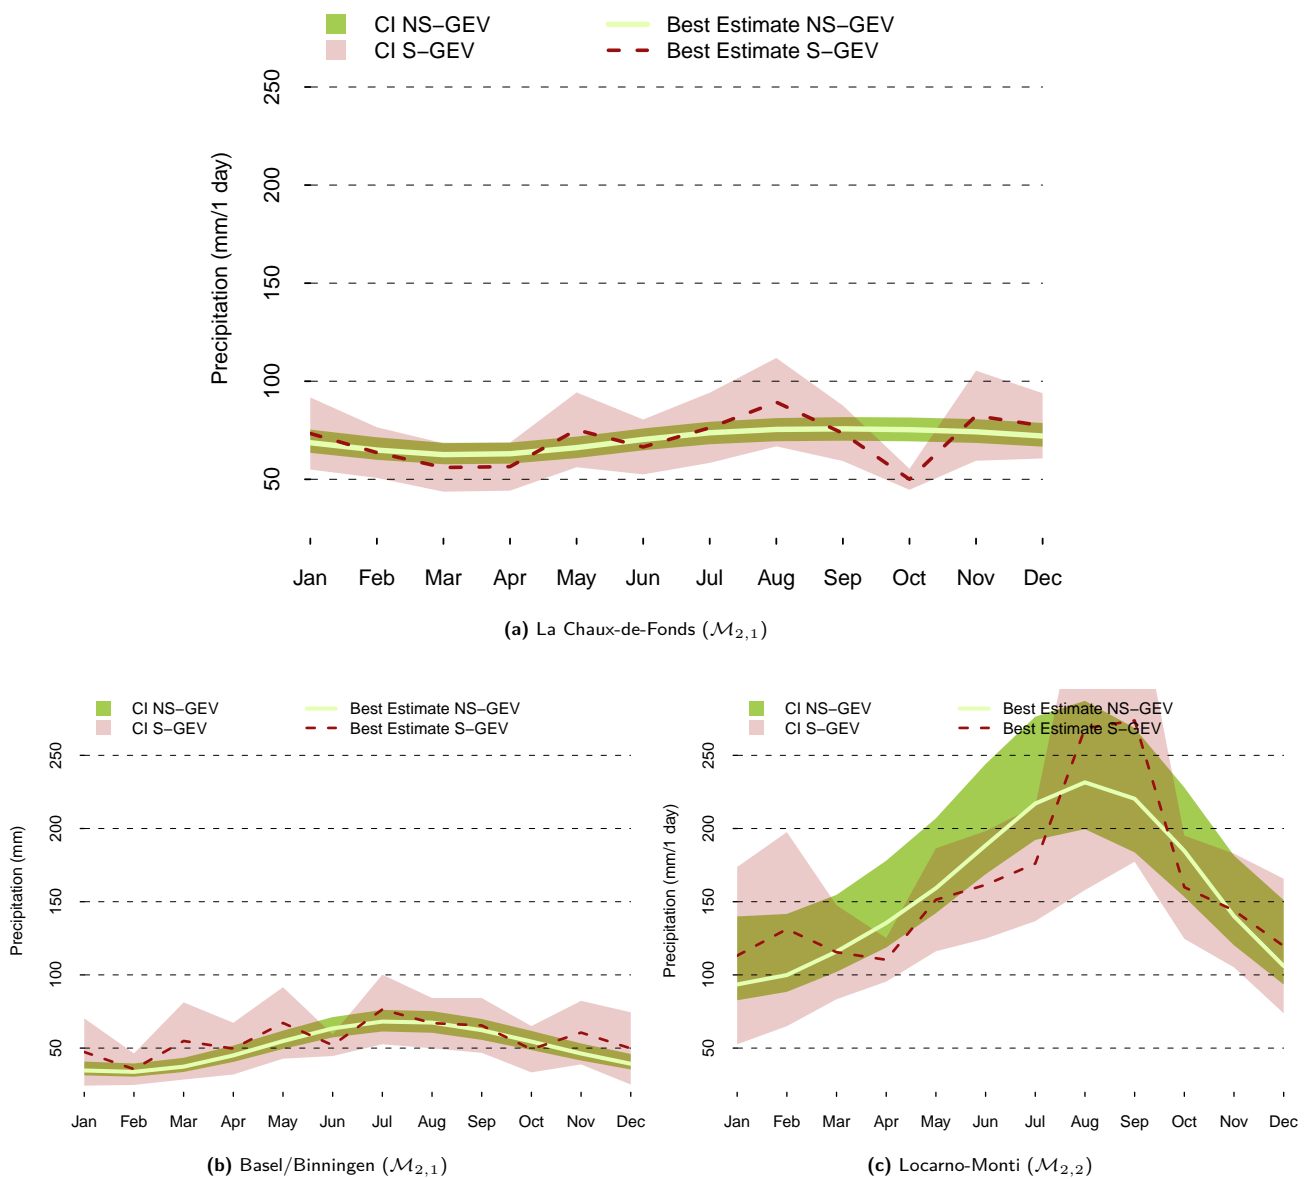 CI NS−GEV Best Estimate NS−GEV
CI S−GEV Best Estimate S−GEV
Precipitation (mm/1 day)
250
200
150
100
50
Jan Feb Mar Apr May Jun Jul Aug Sep Oct Nov Dec
(a) La Chaux-de-Fonds (M2,1)
CI NS−GEV Best Estimate NS−GEV
CI S−GEV Best Estimate S−GEV
Precipitation (mm)
250
200
150
100
50
Jan Feb Mar Apr May Jun Jul Aug Sep Oct Nov Dec
(b) Basel/Binningen (M2,1)
CI NS−GEV Best Estimate NS−GEV
CI S−GEV Best Estimate S−GEV
Precipitation (mm/1 day)
250
200
150
100
50
Jan Feb Mar Apr May Jun Jul Aug Sep Oct Nov Dec
(c) Locarno-Monti (M2,2)